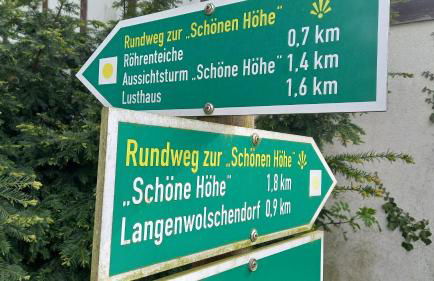 Rundweg zur „Schönen Höhe"
Röhrenteiche 0,7 km
Aussichtsturm „Schöne Höhe" 1,4 km
Lusthaus 1,6 km
Rundweg zur „Schönen Höhe"
„Schöne Höhe" 1,8 km
Langenwolschendorf 0,9 km